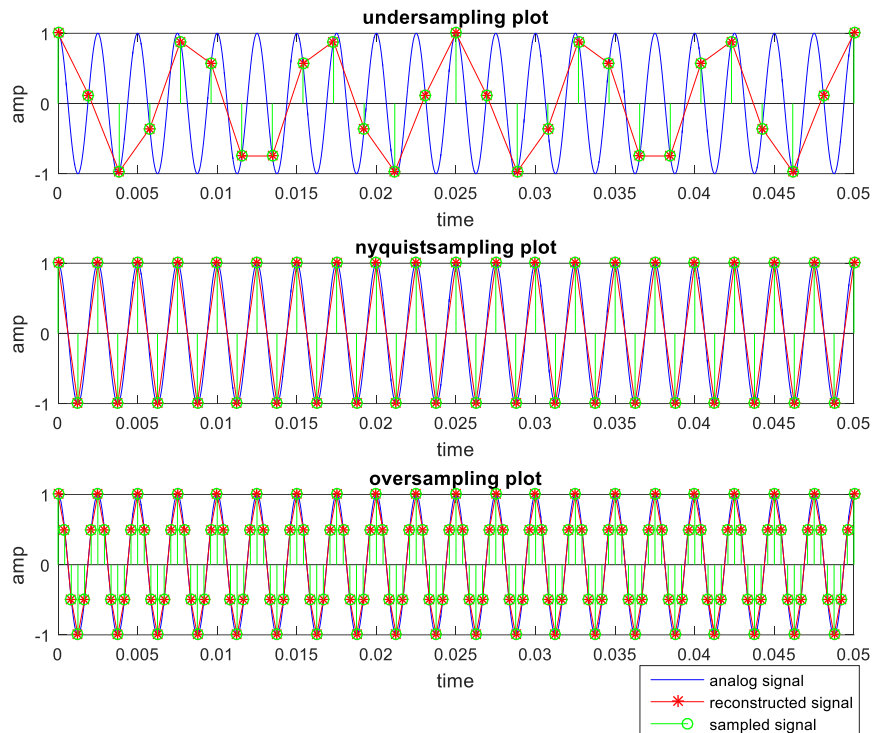 undersampling plot
1
0
-1
amp
0 0.005 0.01 0.015 0.02 0.025 0.03 0.035 0.04 0.045 0.05
time
nyquistsampling plot
1
0
-1
amp
0 0.005 0.01 0.015 0.02 0.025 0.03 0.035 0.04 0.045 0.05
time
oversampling plot
1
0
-1
amp
0 0.005 0.01 0.015 0.02 0.025 0.03 0.035 0.04 0.045 0.05
time
analog signal
reconstructed signal
sampled signal